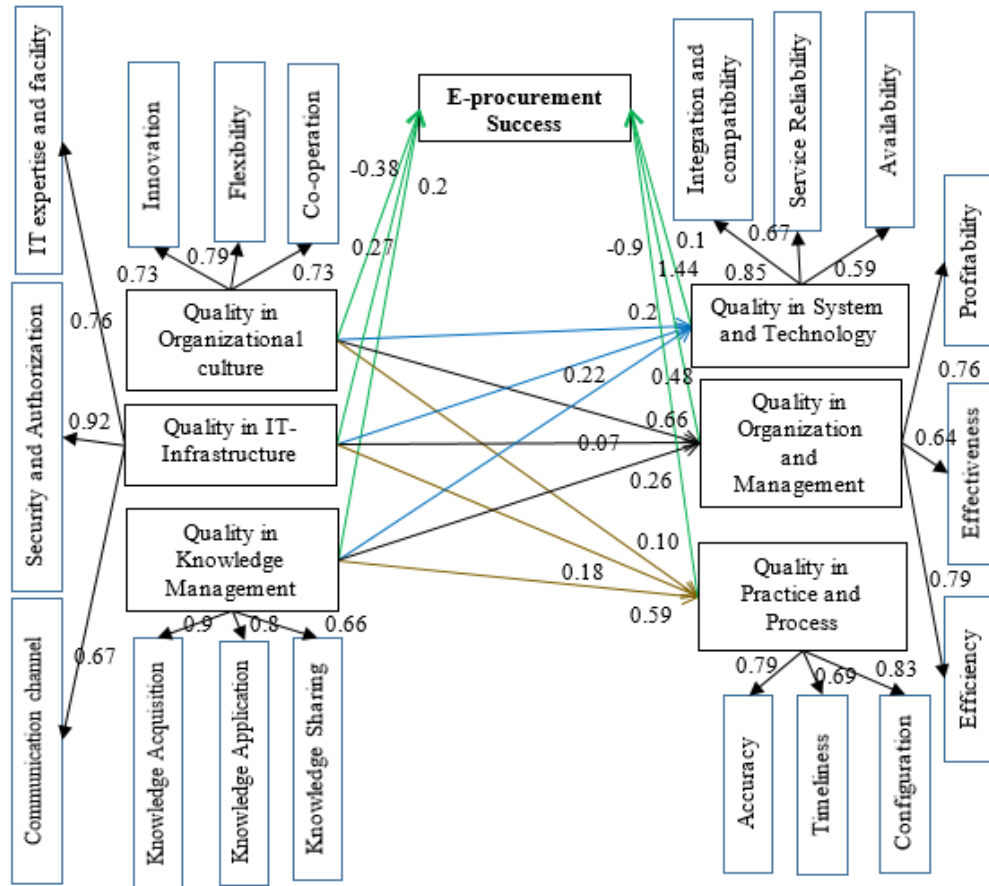 IT expertise and facility
Innovation
Flexibility
Co-operation
E-procurement
Success
Integration and
compatibility
Service Reliability
Availability
-0.38
0.2
0.27
-0.9
0.1
1.44
0.73
0.79
0.73
0.85
0.67
0.59
Profitability
Security and Authorization
0.76
Quality in
Organizational
culture
0.2
Quality in System
and Technology
0.76
0.92
Quality in IT-
Infrastructure
0.22
0.48
0.66
0.07
0.26
Quality in
Organization
and
Management
0.64
Effectiveness
Quality in
Knowledge
Management
0.10
0.18
0.59
Quality in
Practice and
Process
0.79
Efficiency
Communication channel
0.67
0.9
0.8
0.66
Knowledge Acquisition
Knowledge Application
Knowledge Sharing
0.79
0.69
0.83
Accuracy
Timeliness
Configuration